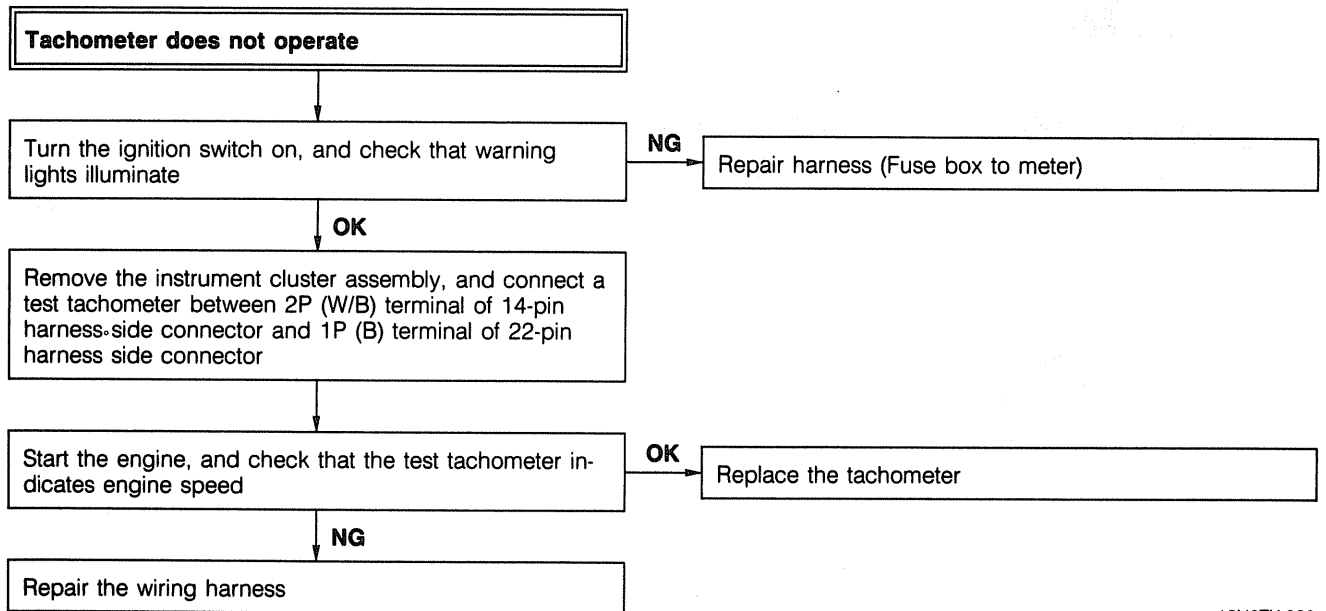 Tachometer does not operate
Turn the ignition switch on, and check that warning
lights illuminate
NG
Repair harness (Fuse box to meter)
OK
Remove the instrument cluster assembly, and connect a
test tachometer between 2P (W/B) terminal of 14-pin
harness side connector and 1P (B) terminal of 22-pin
harness side connector
Start the engine, and check that the test tachometer in-
dicates engine speed
OK
Replace the tachometer
NG
Repair the wiring harness